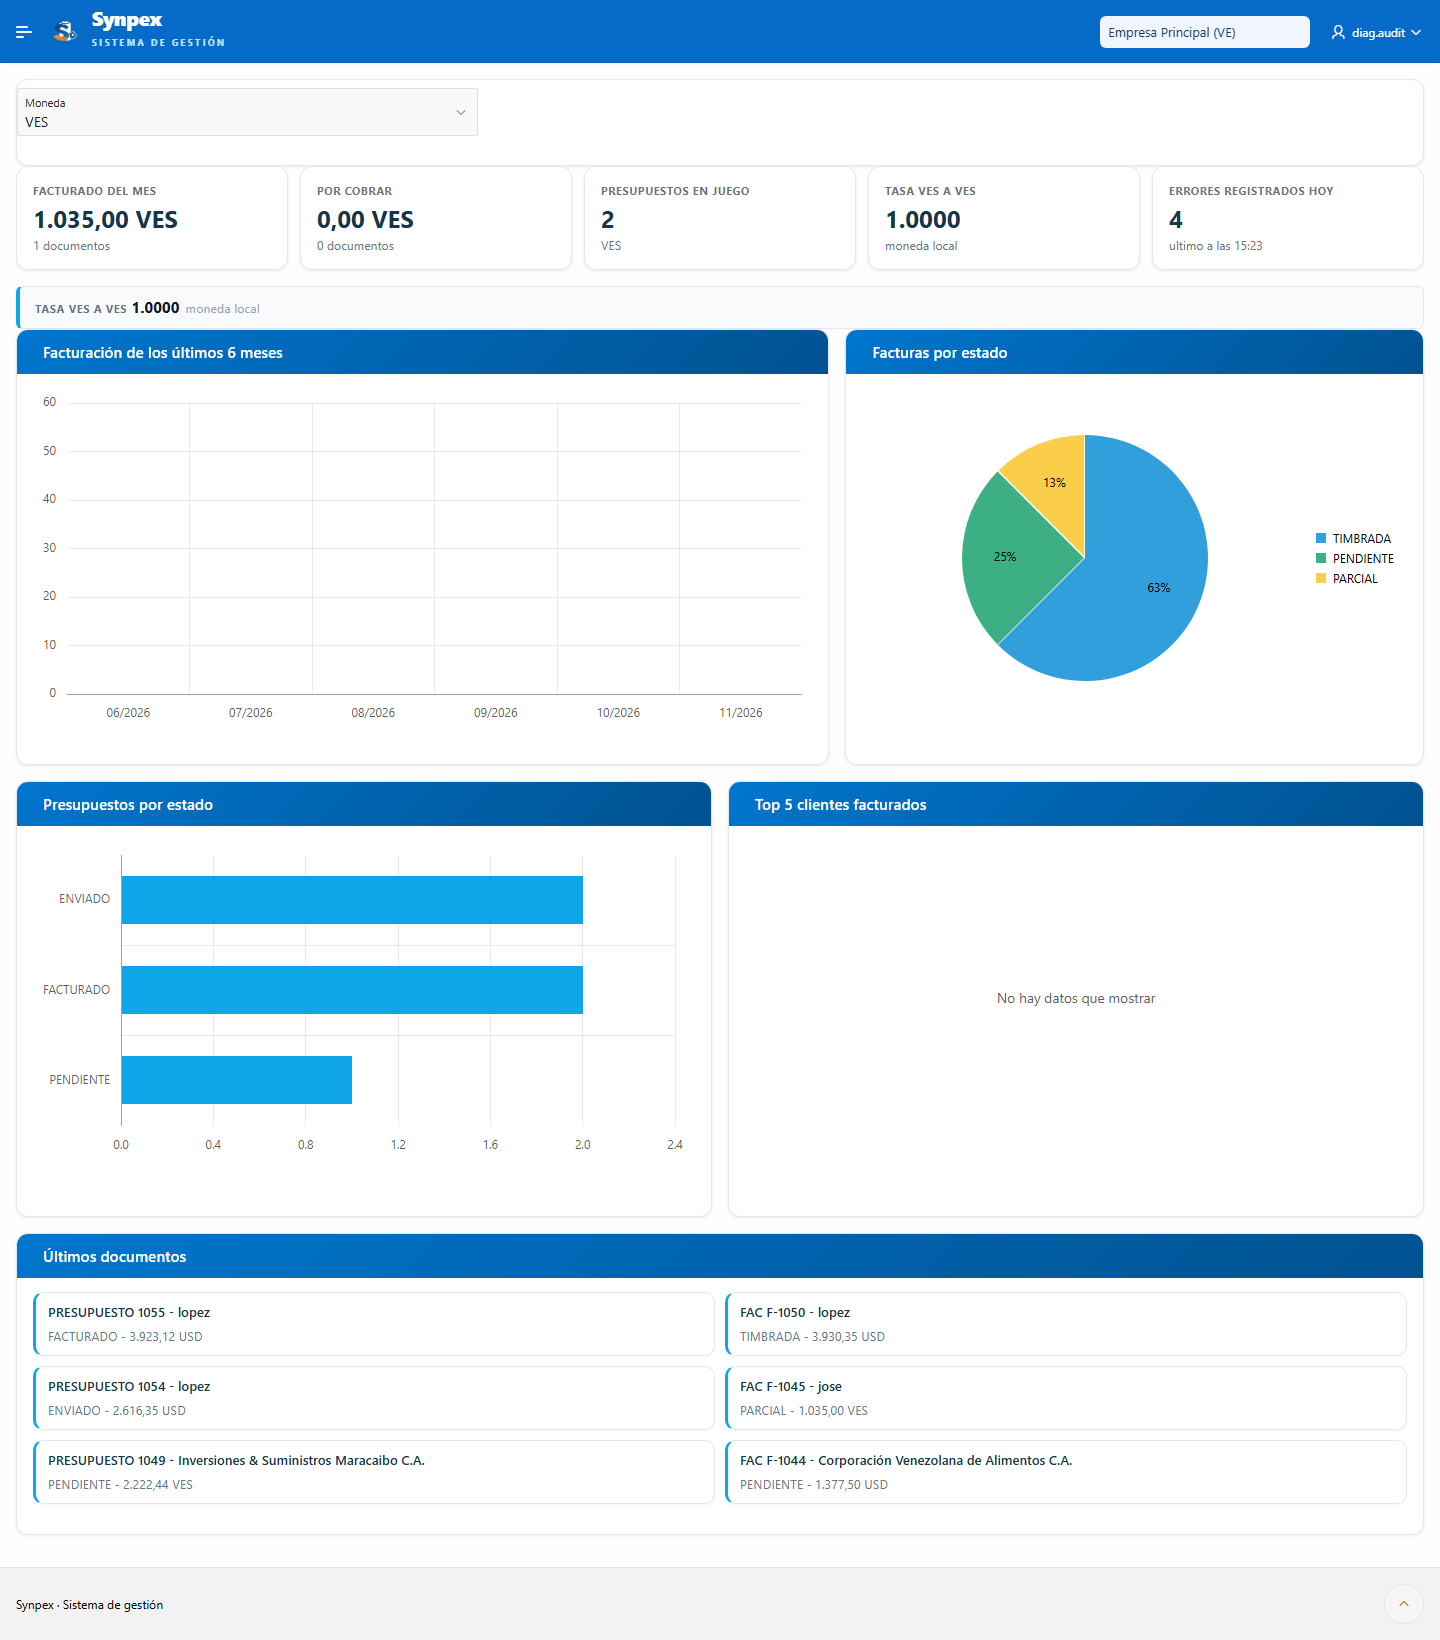 Synpex
SISTEMA DE GESTIÓN
Empresa Principal (VE)
diag.audit
Moneda
VES
FACTURADO DEL MES
1.035,00 VES
1 documentos
POR COBRAR
0,00 VES
0 documentos
PRESUPUESTOS EN JUEGO
2
VES
TASA VES A VES
1.0000
moneda local
ERRORES REGISTRADOS HOY
4
ultimo a las 15:23
TASA VES A VES 1.0000 moneda local
Facturación de los últimos 6 meses
60
50
40
30
20
10
0
06/2026 07/2026 08/2026 09/2026 10/2026 11/2026
Facturas por estado
13%
25%
63%
TIMBRADA
PENDIENTE
PARCIAL
Presupuestos por estado
ENVIADO
FACTURADO
PENDIENTE
0.0 0.4 0.8 1.2 1.6 2.0 2.4
Top 5 clientes facturados
No hay datos que mostrar
Últimos documentos
PRESUPUESTO 1055 - lopez
FACTURADO - 3.923,12 USD
FAC F-1050 - lopez
TIMBRADA - 3.930,35 USD
PRESUPUESTO 1054 - lopez
ENVIADO - 2.616,35 USD
FAC F-1045 - jose
PARCIAL - 1.035,00 VES
PRESUPUESTO 1049 - Inversiones & Suministros Maracaibo C.A.
PENDIENTE - 2.222,44 VES
FAC F-1044 - Corporación Venezolana de Alimentos C.A.
PENDIENTE - 1.377,50 USD
Synpex · Sistema de gestión